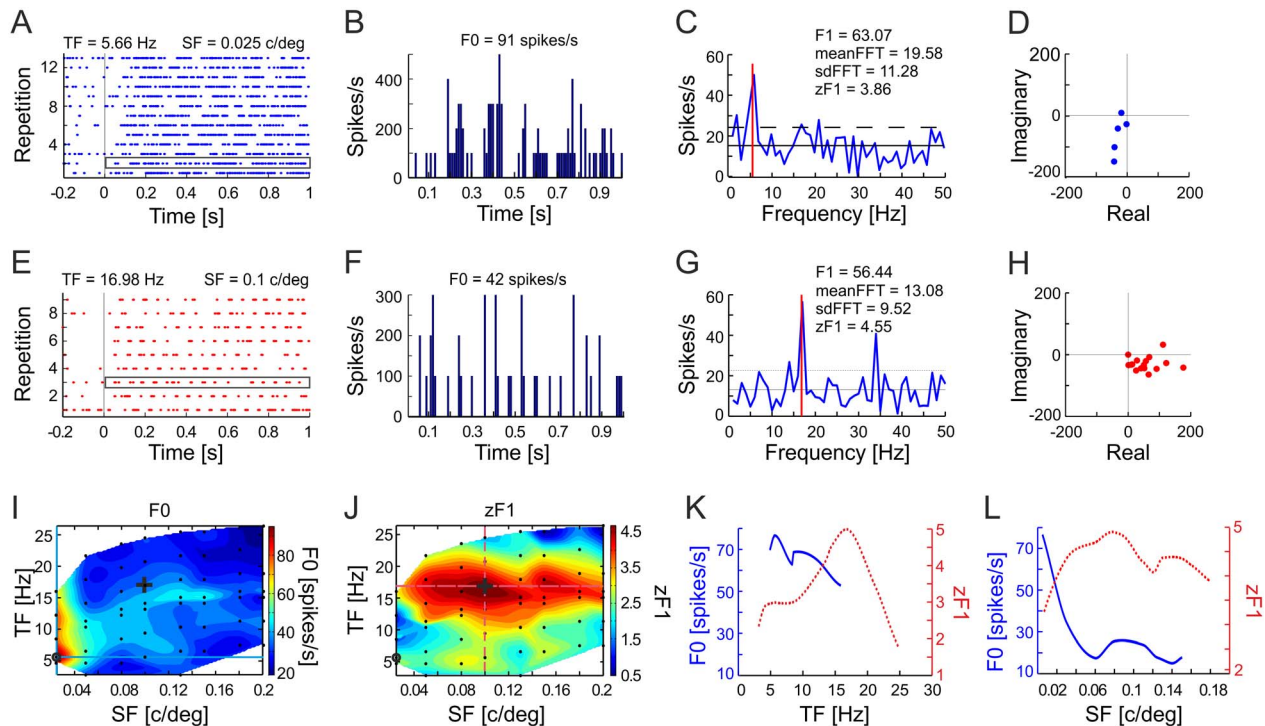 A
TF = 5.66 Hz SF = 0.025 c/deg
Repetition
12
8
4
-0.2 0 0.2 0.4 0.6 0.8 1
Time [s]
B
F0 = 91 spikes/s
Spikes/s
400
200
0
0.1 0.3 0.5 0.7 0.9
Time [s]
C
F1 = 63.07
meanFFT = 19.58
sdFFT = 11.28
zF1 = 3.86
Spikes/s
60
40
20
0
0 10 20 30 40 50
Frequency [Hz]
D
Imaginary
200
0
-200
-200 0 200
Real
E
TF = 16.98 Hz SF = 0.1 c/deg
Repetition
8
6
4
2
-0.2 0 0.2 0.4 0.6 0.8 1
Time [s]
F
F0 = 42 spikes/s
Spikes/s
300
200
100
0
0.1 0.3 0.5 0.7 0.9
Time [s]
G
F1 = 56.44
meanFFT = 13.08
sdFFT = 9.52
zF1 = 4.55
Spikes/s
60
40
20
0
0 10 20 30 40 50
Frequency [Hz]
H
Imaginary
200
0
-200
-200 0 200
Real
I
F0
TF [Hz]
25
20
15
10
5
0.04 0.12 0.2
SF [c/deg]
80
60
40
20
F0 [spikes/s]
J
zF1
TF [Hz]
25
20
15
10
5
0.04 0.12 0.2
SF [c/deg]
4.5
3.5
2.5
1.5
0.5
zF1
K
F0 [spikes/s]
70
50
30
10
0 5 10 15 20 25 30
TF [Hz]
5
4
3
2
1
zF1
L
F0 [spikes/s]
70
50
30
10
0.02 0.06 0.1 0.14 0.18
SF [c/deg]
5
2
zF1